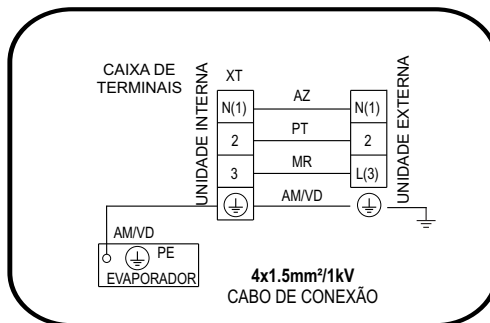 CAIXA DE
TERMINAIS
UNIDADE INTERNA
XT
N(1)
2
3
AZ
PT
MR
AM/VD
N(1)
2
L(3)
UNIDADE EXTERNA
AM/VD
PE
EVAPORADOR
4x1.5mm²/1kV
CABO DE CONEXÃO